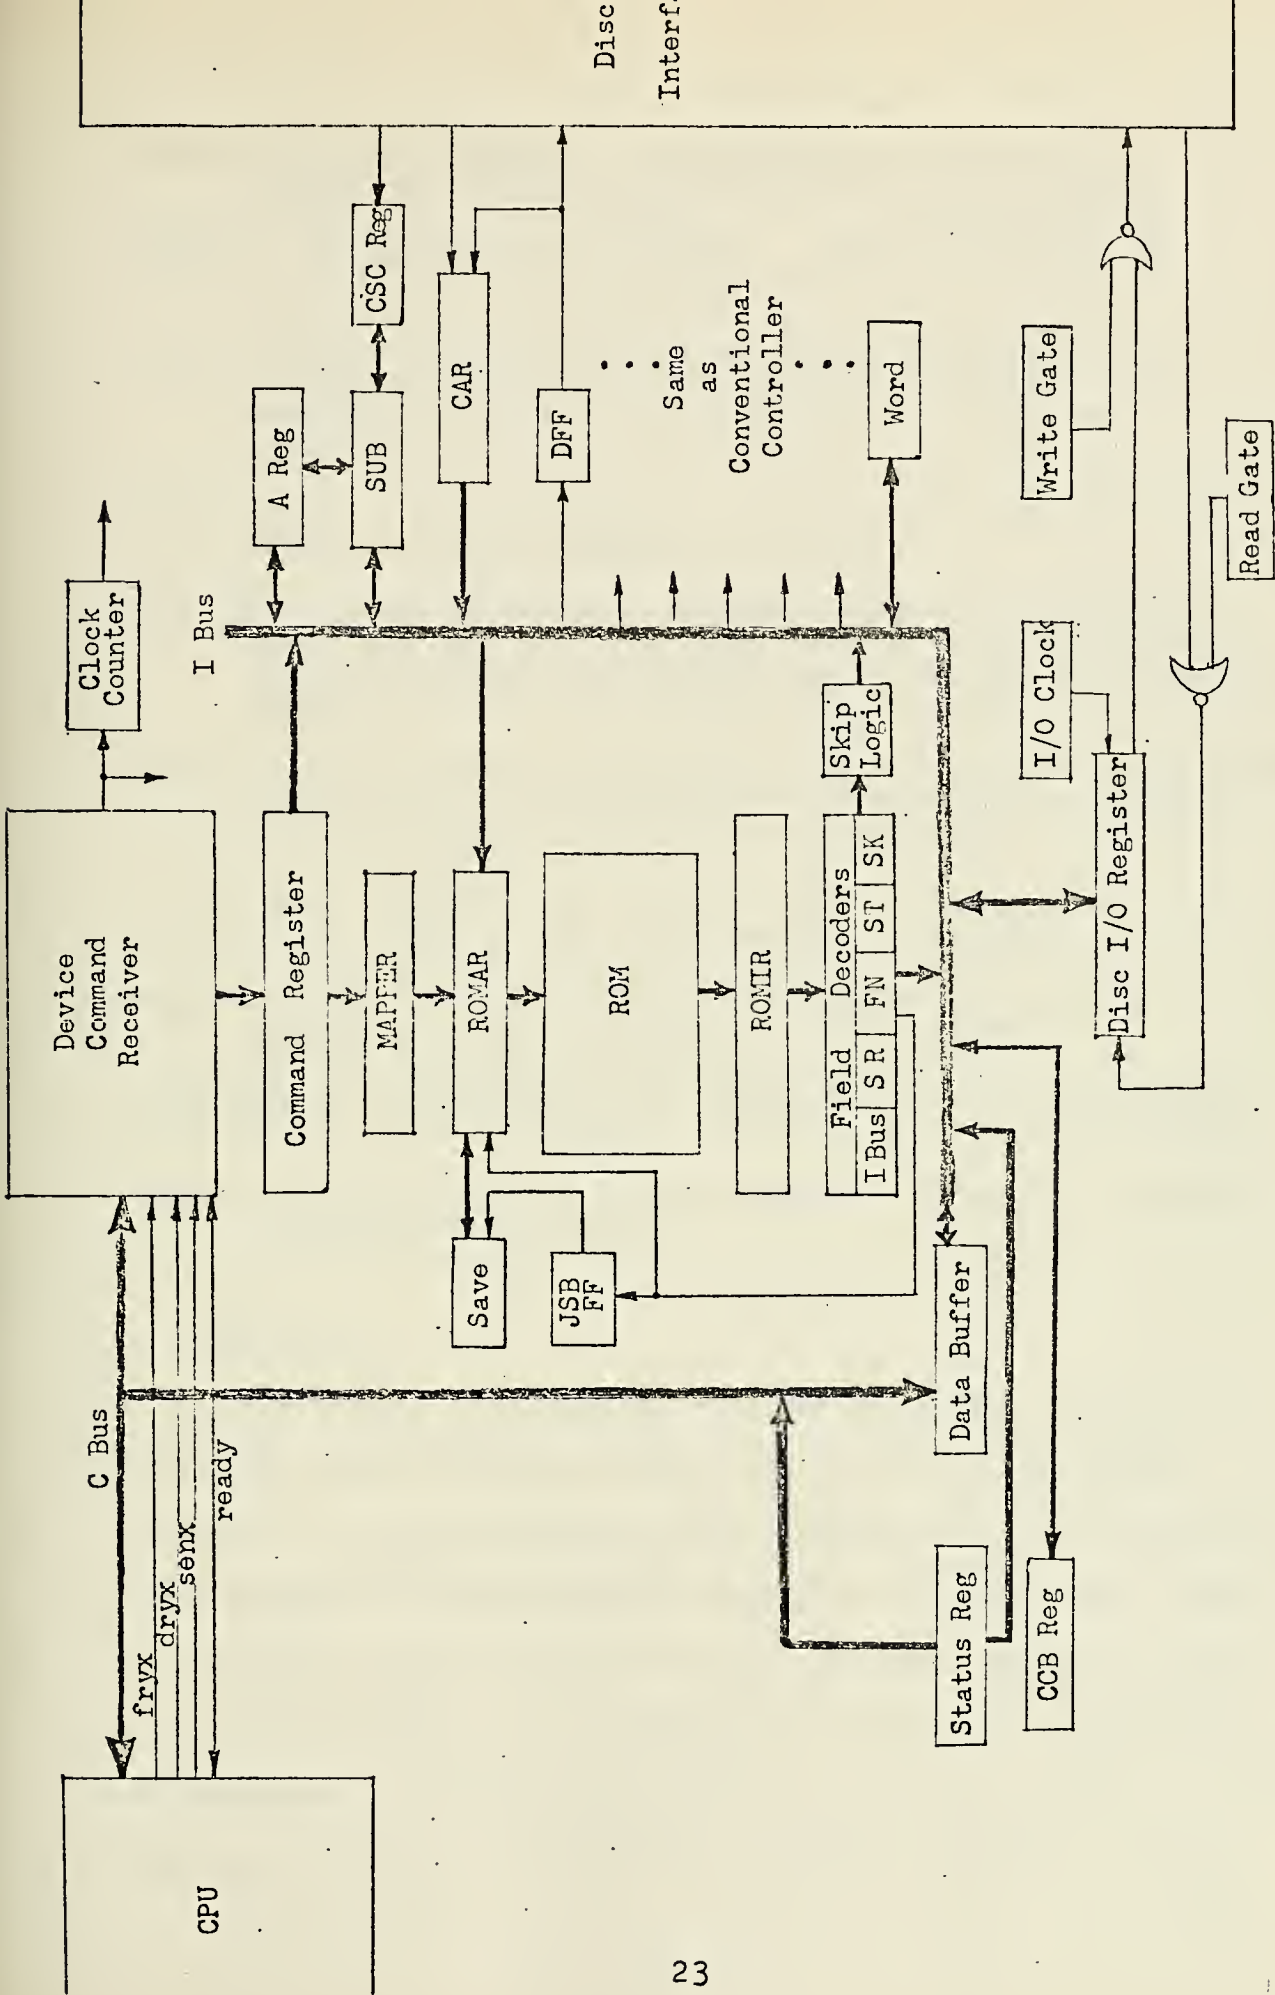 CPU
C Bus
fryx
dryx
senx
ready
Device
Command
Receiver
Clock
Counter
Command Register
I Bus
A Reg
MAPPER
SUB
CSC Reg
Save
ROMAR
CAR
JSB
FF
ROM
DFF
Disc
Same
as
Conventional
Controller
ROMIR
Field Decoders
IBus SR FN ST SK
Skip
Logic
Word
Status Reg
Data Buffer
CCB Reg
I/O Clock
Write Gate
Disc I/O Register
Read Gate
23